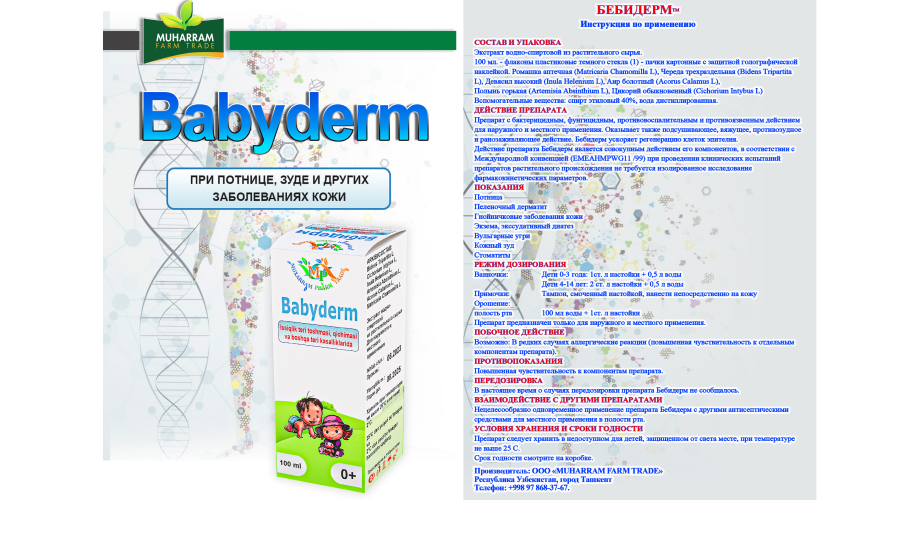 MUHARRAM
FARM TRADE
Babyderm
ПРИ ПОТНИЦЕ, ЗУДЕ И ДРУГИХ
ЗАБОЛЕВАНИЯХ КОЖИ
Бебидерм
Babyderm
Issiqlik teri toshmasi, qichimasi
va boshqa teri kasalliklarida
100 ml
0+
БЕБИДЕРМ™
Инструкция по применению
СОСТАВ И УПАКОВКА
Экстракт водно-спиртовой из растительного сырья.
100 мл. - флаконы пластиковые темного стекла (1) - пачки картонные с защитной голографической
наклейкой. Ромашка аптечная (Matricaria Chamomilla L), Череда трехраздельная (Bidens Tripartita
L), Девясил высокий (Inula Helenium L), Аир болотный (Acorus Calamus L),
Полынь горькая (Artemisia Absinthium L), Цикорий обыкновенный (Cichorium Intybus L)
Вспомогательные вещества: спирт этиловый 40%, вода дистиллированная.
ДЕЙСТВИЕ ПРЕПАРАТА
Препарат с бактерицидным, фунгицидным, противовоспалительным и противоязвенным действием
для наружного и местного применения. Оказывает также подсушивающее, вяжущее, противозудное
и ранозаживляющее действие. Бебидерм ускоряет регенерацию клеток эпителия.
Действие препарата Бебидерм является совокупным действием его компонентов, в соответствии с
Международной конвенцией (EMEAHMPWG11 /99) при проведении клинических испытаний
препаратов растительного происхождения не требуется изолированное исследование
фармакокинетических параметров.
ПОКАЗАНИЯ
Потница
Пеленочный дерматит
Гнойничковые заболевания кожи
Экзема, экссудативный диатез
Вульгарные угри
Кожный зуд
Стоматиты
РЕЖИМ ДОЗИРОВАНИЯ
Ванночки: Дети 0-3 года: 1ст. л настойки + 0,5 л воды
Дети 4-14 лет: 2 ст. л настойки + 0,5 л воды
Примочки: Тампон, смоченный настойкой, нанести непосредственно на кожу
Орошение:
полость рта 100 мл воды + 1ст. л настойки
Препарат предназначен только для наружного и местного применения.
ПОБОЧНОЕ ДЕЙСТВИЕ
Возможно: В редких случаях аллергические реакции (повышенная чувствительность к отдельным
компонентам препарата).
ПРОТИВОПОКАЗАНИЯ
Повышенная чувствительность к компонентам препарата.
ПЕРЕДОЗИРОВКА
В настоящее время о случаях передозировки препарата Бебидерм не сообщалось.
ВЗАИМОДЕЙСТВИЕ С ДРУГИМИ ПРЕПАРАТАМИ
Нецелесообразно одновременное применение препарата Бебидерм с другими антисептическими
средствами для местного применения в полости рта.
УСЛОВИЯ ХРАНЕНИЯ И СРОКИ ГОДНОСТИ
Препарат следует хранить в недоступном для детей, защищенном от света месте, при температуре
не выше 25 С.
Срок годности смотрите на коробке.
Производитель: ООО «MUHARRAM FARM TRADE»
Республика Узбекистан, город Ташкент
Телефон: +998 97 868-37-67.